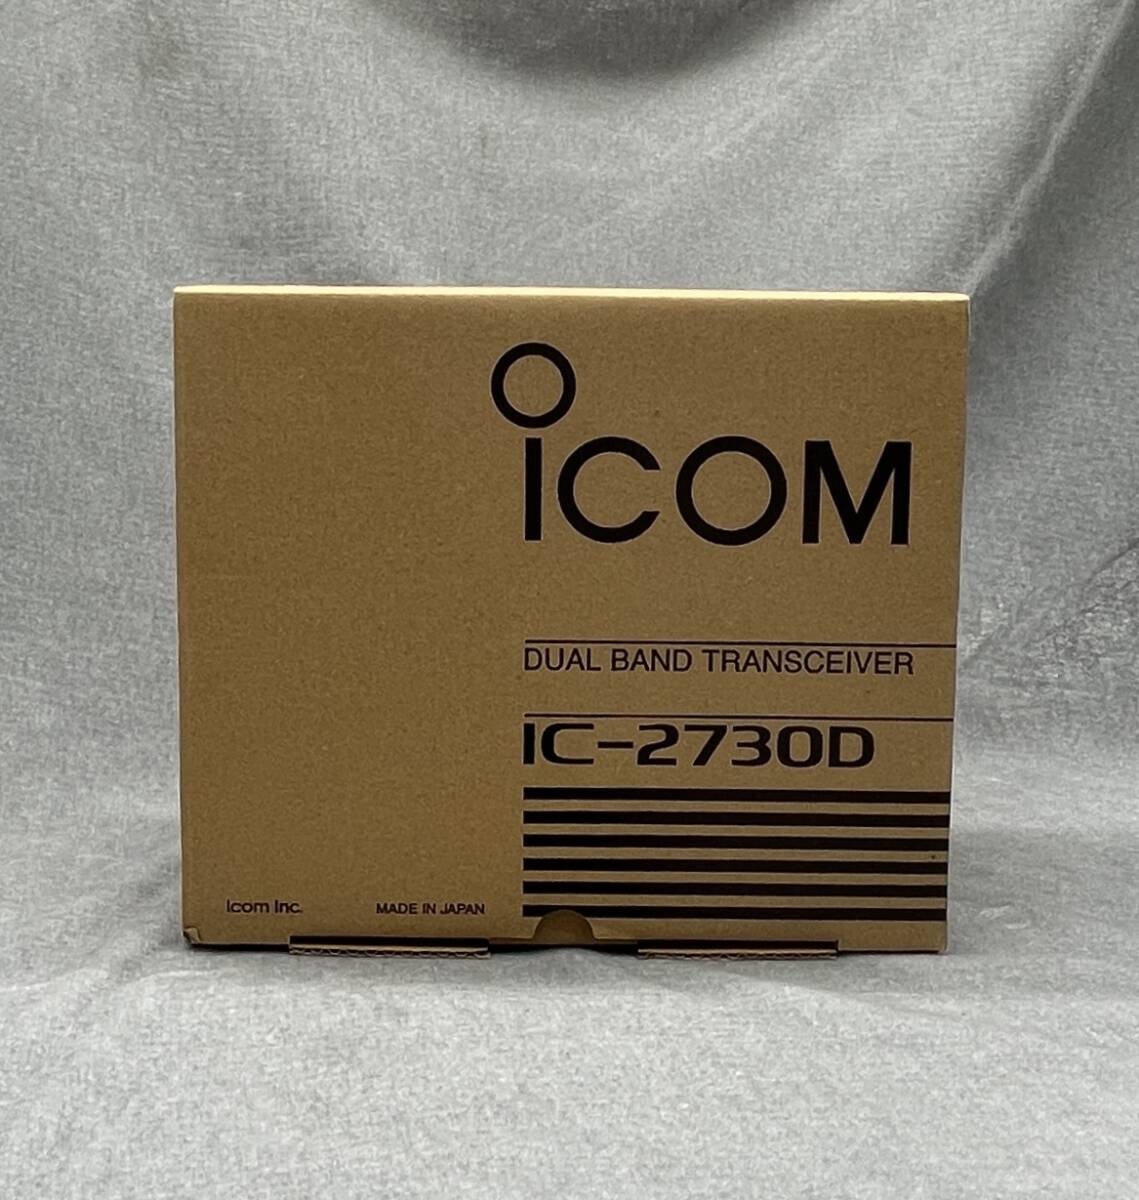 ICOM
DUAL BAND TRANSCEIVER
IC-2730D
Icom Inc.
MADE IN JAPAN